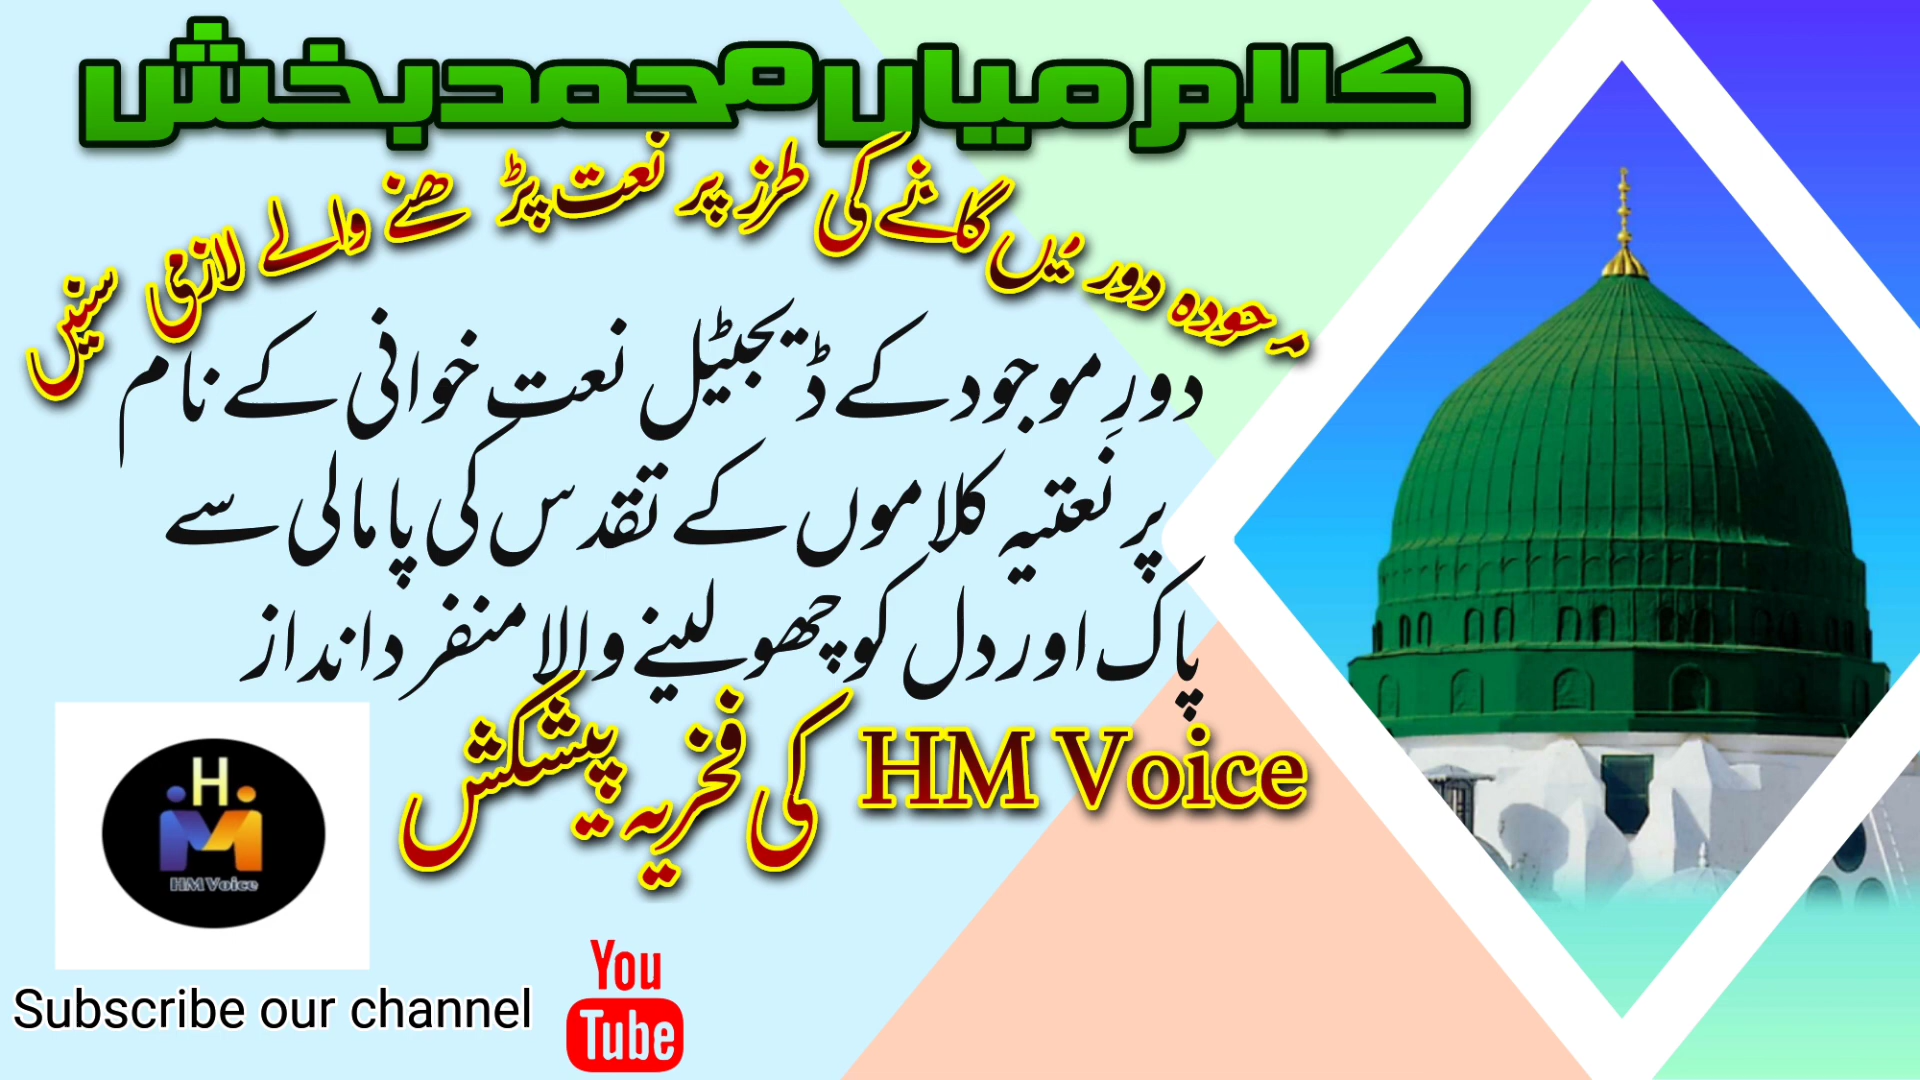 کلام میاں محمد بخش
موجودہ دور میں گانے کی طرز پر نعت پڑھنے والے لازمی سنیں
دورِ موجود کے ڈیجیٹیل نعت خوانی کے نام
پر نَعتیہ کلاموں کے تقدس کی پامالی سے
پاک اور دل کو چھو لینے والا منفرد انداز
HM Voice کی فخریہ پیشکش
H
M
HM Voice
Subscribe our channel
You
Tube